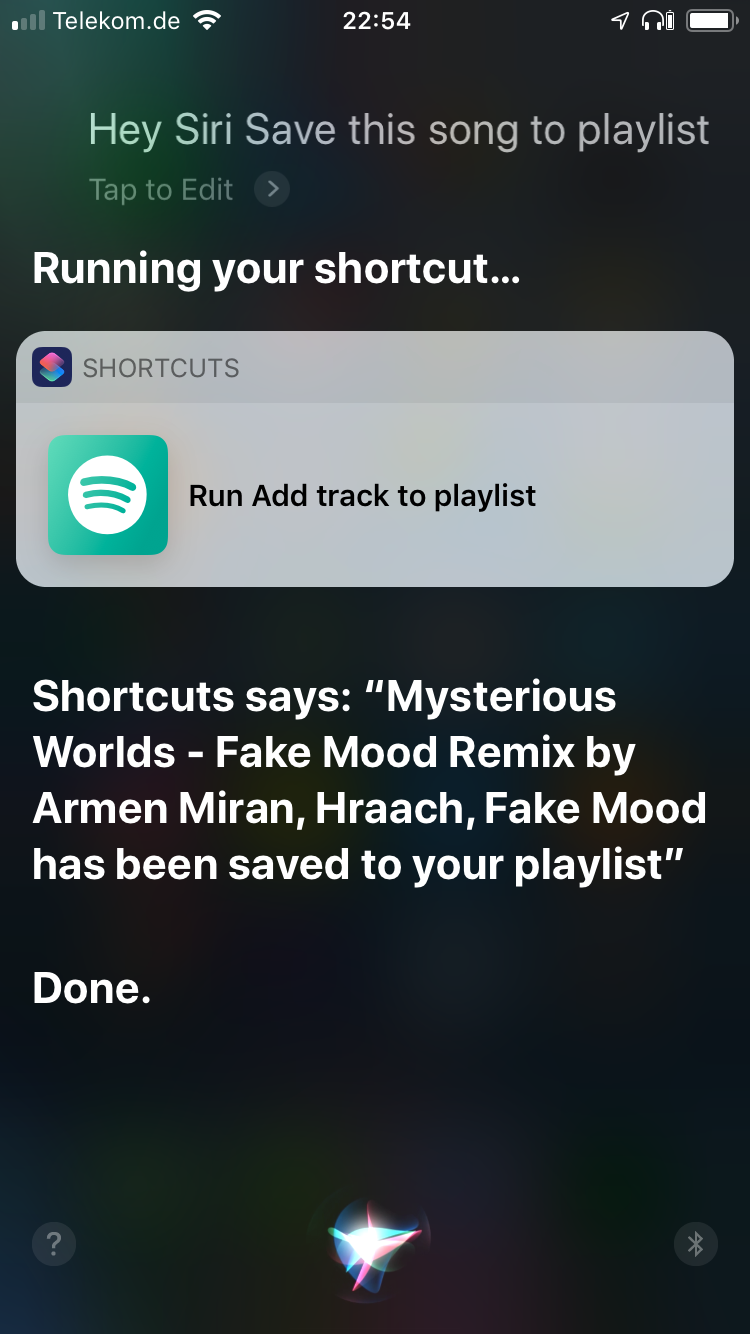 Telekom.de 22:54
Hey Siri Save this song to playlist
Tap to Edit
Running your shortcut...
SHORTCUTS
Run Add track to playlist
Shortcuts says: “Mysterious
Worlds - Fake Mood Remix by
Armen Miran, Hraach, Fake Mood
has been saved to your playlist”
Done.
?